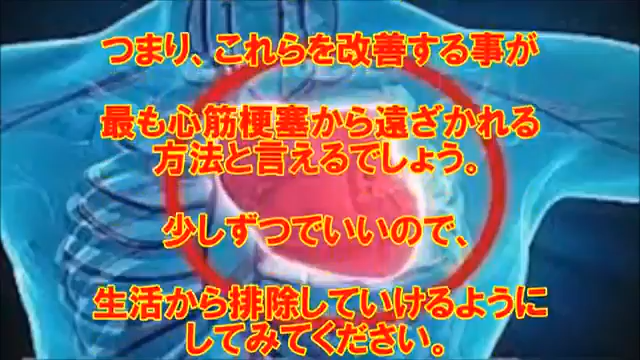 つまり、これらを改善する事が
最も心筋梗塞から遠ざかれる
方法と言えるでしょう。
少しずつでいいので、
生活から排除していけるように
してみてください。